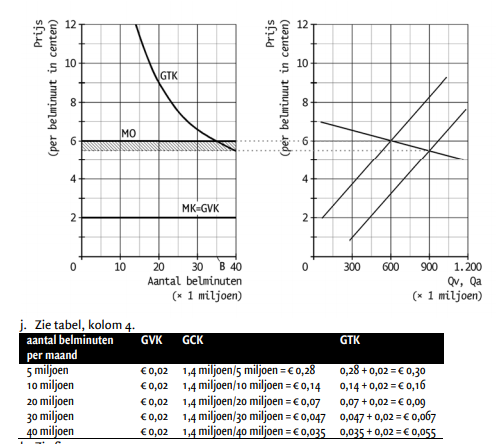 Prijs
(per belminuut in centen)
12
10
8
6
4
2
0
GTK
MO
MK=GVK
10
20
30
B
40
Aantal belminuten
(× 1 miljoen)
Prijs
(per belminuut in centen)
12
10
8
6
4
2
0
300
600
900
1.200
Qv, Qa
(× 1 miljoen)
j. Zie tabel, kolom 4.
aantal belminuten per maand GVK GCK GTK
5 miljoen € 0,02 1,4 miljoen/5 miljoen = € 0,28 0,28 + 0,02 = € 0,30
10 miljoen € 0,02 1,4 miljoen/10 miljoen = € 0,14 0,14 + 0,02 = € 0,16
20 miljoen € 0,02 1,4 miljoen/20 miljoen = € 0,07 0,07 + 0,02 = € 0,09
30 miljoen € 0,02 1,4 miljoen/30 miljoen = € 0,047 0,047 + 0,02 = € 0,067
40 miljoen € 0,02 1,4 miljoen/40 miljoen = € 0,035 0,035 + 0,02 = € 0,055